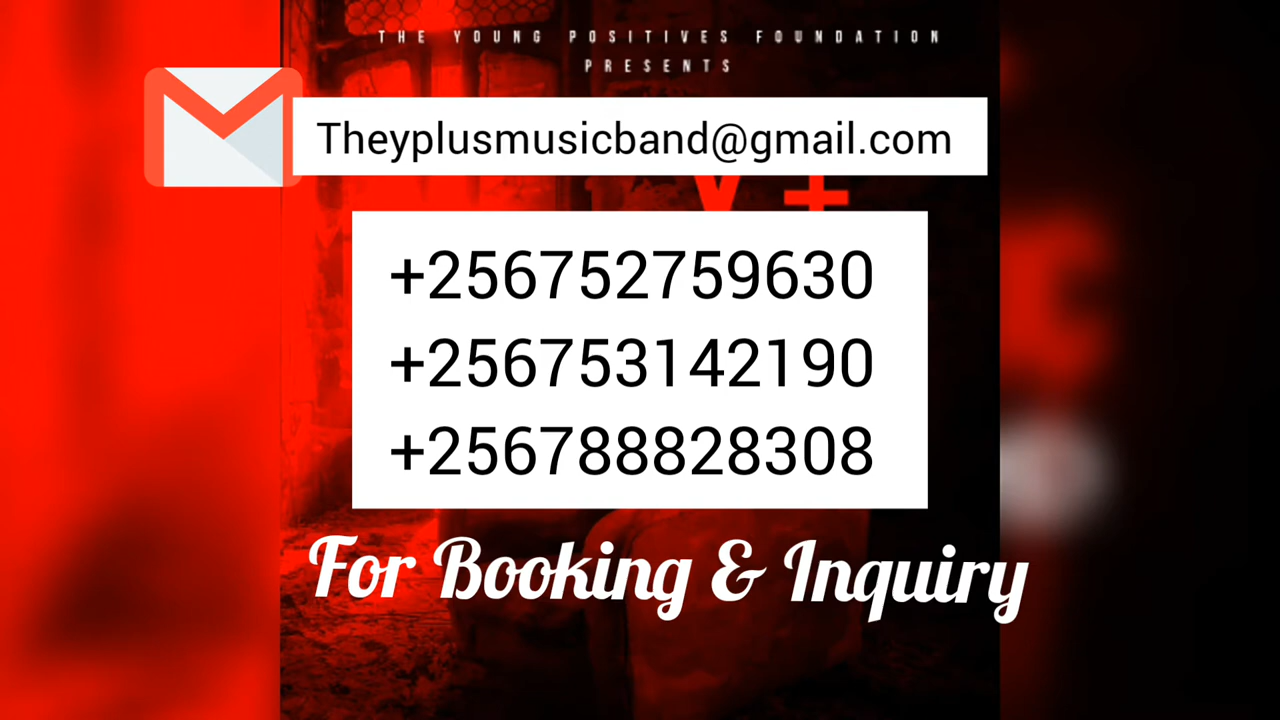 THE YOUNG POSITIVES FOUNDATION
PRESENTS
Theyplusmusicband@gmail.com
Y+
+256752759630
+256753142190
+256788828308
For Booking & Inquiry